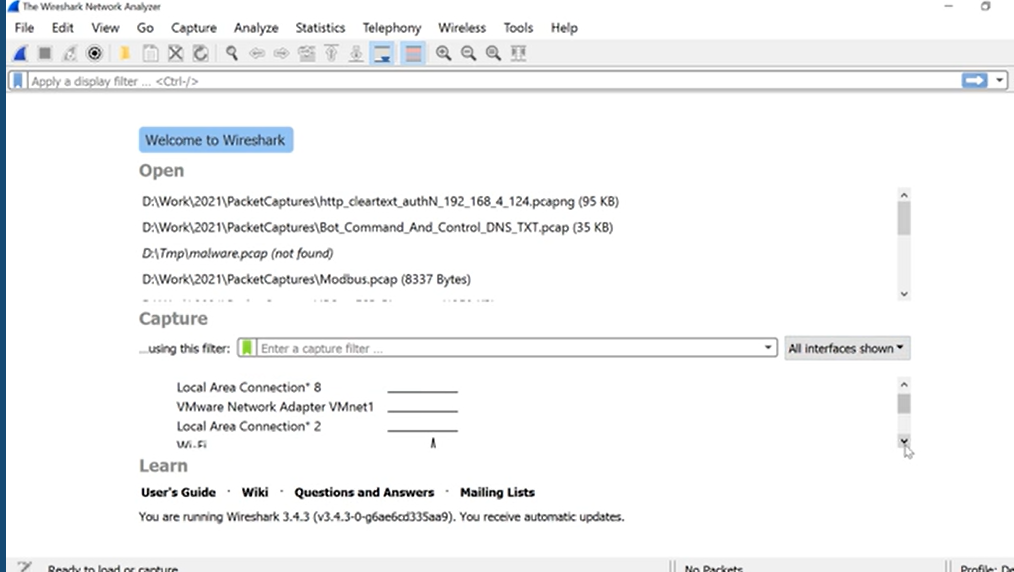 The Wireshark Network Analyzer
File Edit View Go Capture Analyze Statistics Telephony Wireless Tools Help
Apply a display filter ... <Ctrl-/>
Welcome to Wireshark
Open
D:\Work\2021\PacketCaptures\http_cleartext_authN_192_168_4_124.pcapng (95 KB)
D:\Work\2021\PacketCaptures\Bot_Command_And_Control_DNS_TXT.pcap (35 KB)
D:\Tmp\malware.pcap (not found)
D:\Work\2021\PacketCaptures\Modbus.pcap (8337 Bytes)
Capture
...using this filter: Enter a capture filter ... All interfaces shown
Local Area Connection* 8
VMware Network Adapter VMnet1
Local Area Connection* 2
Wi-Fi
Learn
User's Guide · Wiki · Questions and Answers · Mailing Lists
You are running Wireshark 3.4.3 (v3.4.3-0-g6ae6cd335aa9). You receive automatic updates.
Ready to load or capture No Packets Profile: De